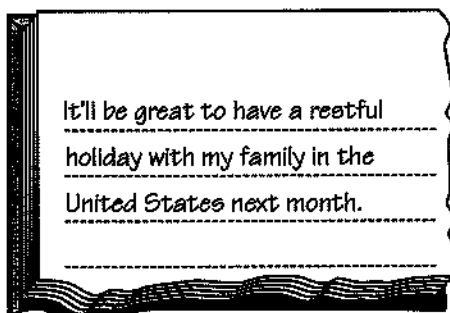 It'll be great to have a restful
holiday with my family in the
United States next month.